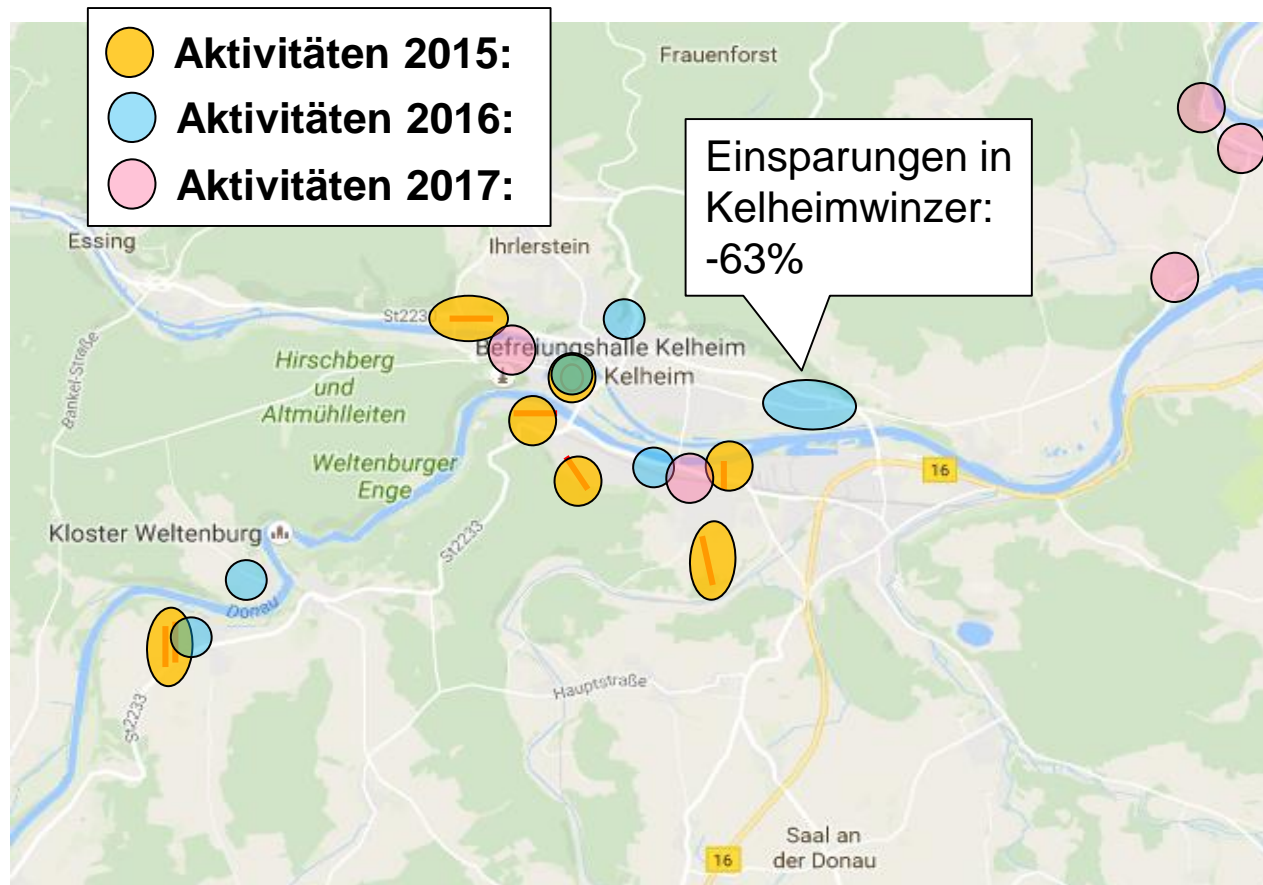 Aktivitäten 2015:
Aktivitäten 2016:
Aktivitäten 2017:
Frauenforst
Einsparungen in
Kelheimwinzer:
-63%
Essing
Ihrlerstein
St223
Befreiungshalle Kelheim
Kelheim
Hirschberg
und
Altmühlleiten
Bankel-Straße
Weltenburger
Enge
16
Kloster Weltenburg
St2233
Donau
Hauptstraße
St2233
Saal an
der Donau
16